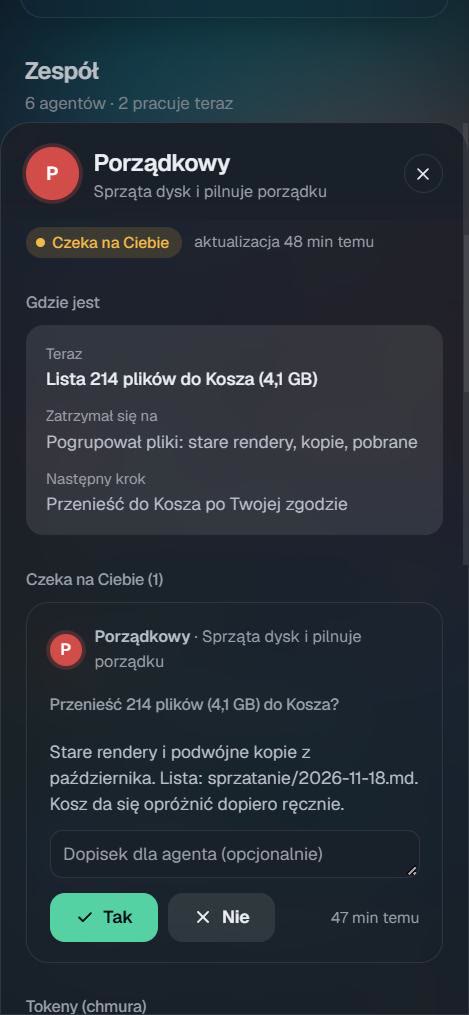 Zespół
6 agentów · 2 pracuje teraz
P
Porządkowy
Sprząta dysk i pilnuje porządku
Czeka na Ciebie
aktualizacja 48 min temu
Gdzie jest
Teraz
Lista 214 plików do Kosza (4,1 GB)
Zatrzymał się na
Pogrupował pliki: stare rendery, kopie, pobrane
Następny krok
Przenieść do Kosza po Twojej zgodzie
Czeka na Ciebie (1)
P
Porządkowy · Sprząta dysk i pilnuje
porządku
Przenieść 214 plików (4,1 GB) do Kosza?
Stare rendery i podwójne kopie z
października. Lista: sprzatanie/2026-11-18.md.
Kosz da się opróżnić dopiero ręcznie.
Dopisek dla agenta (opcjonalnie)
Tak
Nie
47 min temu
Tokeny (chmura)